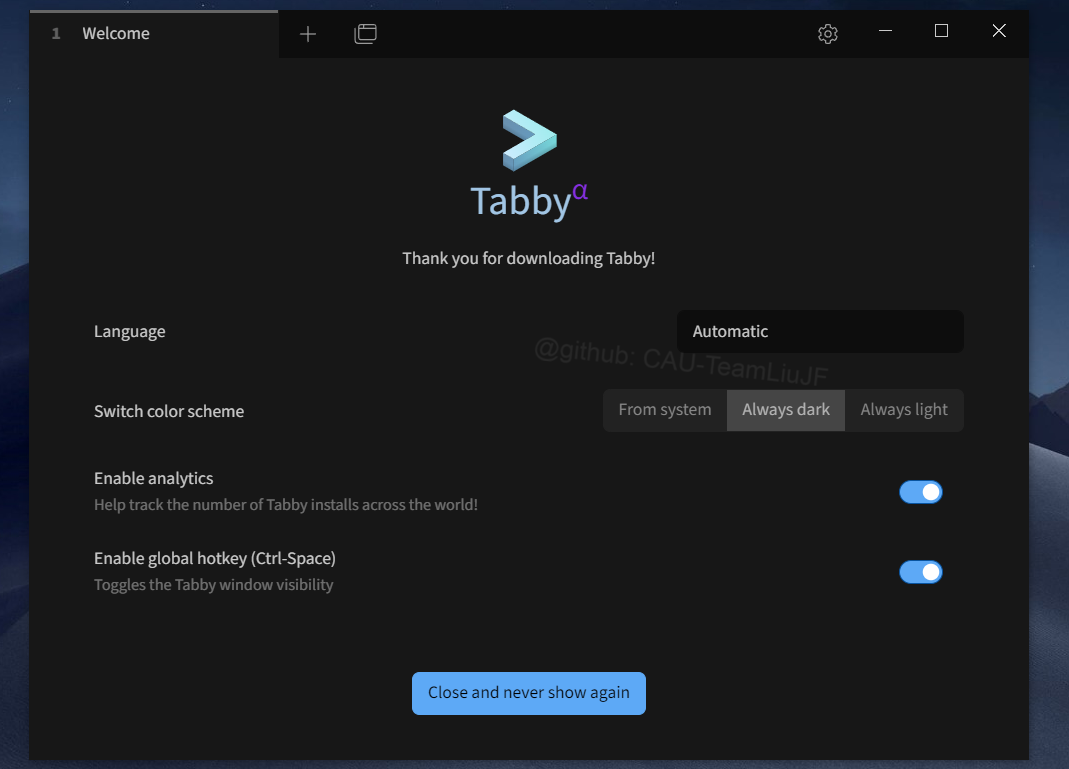 1 Welcome
Tabbyα
Thank you for downloading Tabby!
Language
Automatic
@github: CAU-TeamLiuJF
Switch color scheme
From system Always dark Always light
Enable analytics
Help track the number of Tabby installs across the world!
Enable global hotkey (Ctrl-Space)
Toggles the Tabby window visibility
Close and never show again